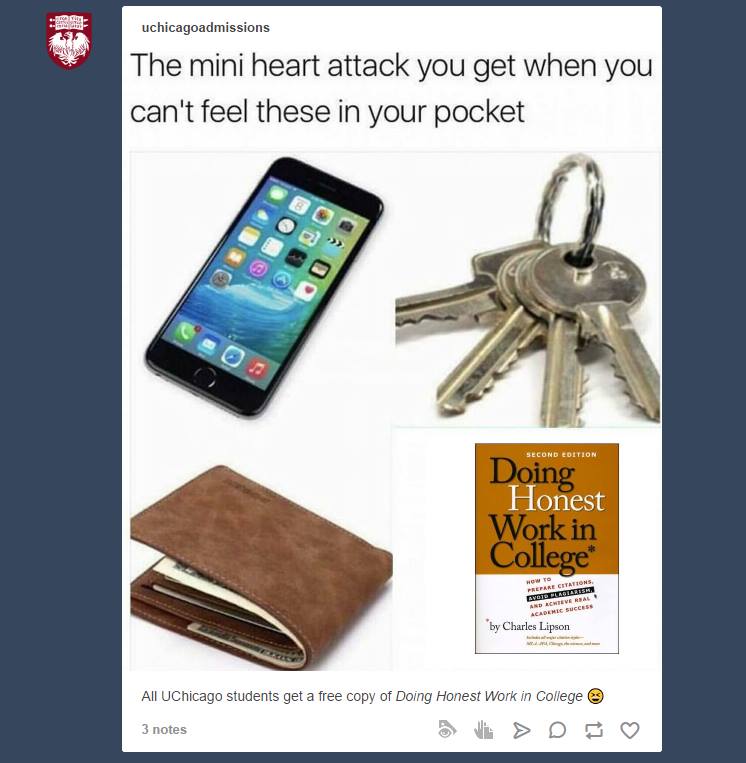 uchicagoadmissions
The mini heart attack you get when you
can't feel these in your pocket
SECOND EDITION
Doing
Honest
Work in
College*
HOW TO
PREPARE CITATIONS,
AVOID PLAGIARISM,
AND ACHIEVE REAL
ACADEMIC SUCCESS
*by Charles Lipson
All UChicago students get a free copy of Doing Honest Work in College 😆
3 notes